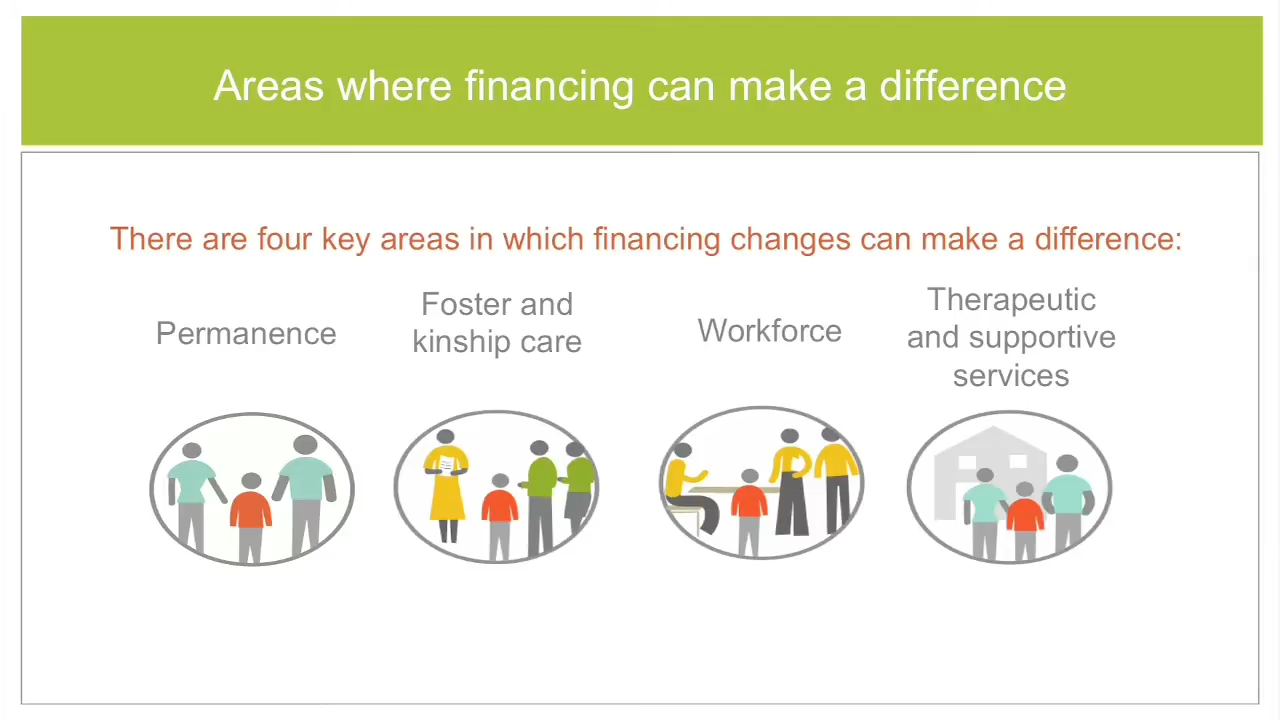 Areas where financing can make a difference
There are four key areas in which financing changes can make a difference:
Permanence
Foster and
kinship care
Workforce
Therapeutic
and supportive
services